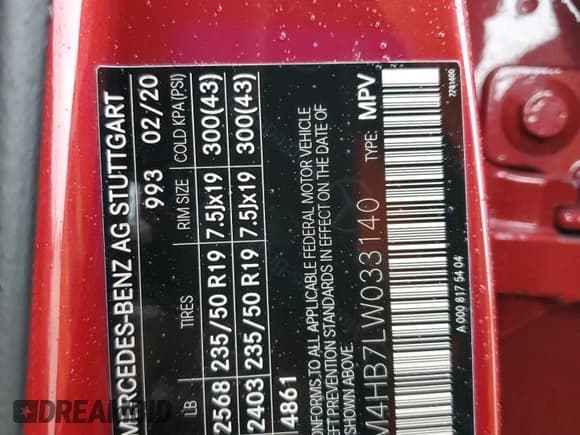 MERCEDES-BENZ AG STUTTGART
993 02/20
LB TIRES RIM SIZE COLD KPA (PSI)
2568 235/50 R19 7.5Jx19 300(43)
2403 235/50 R19 7.5Jx19 300(43)
4861
CONFORMS TO ALL APPLICABLE FEDERAL MOTOR VEHICLE
THEFT PREVENTION STANDARDS IN EFFECT ON THE DATE OF
SHOWN ABOVE.
TYPE: MPV
M4HB7LW033140
A 000 817 54 04
7781600
DREAMBID